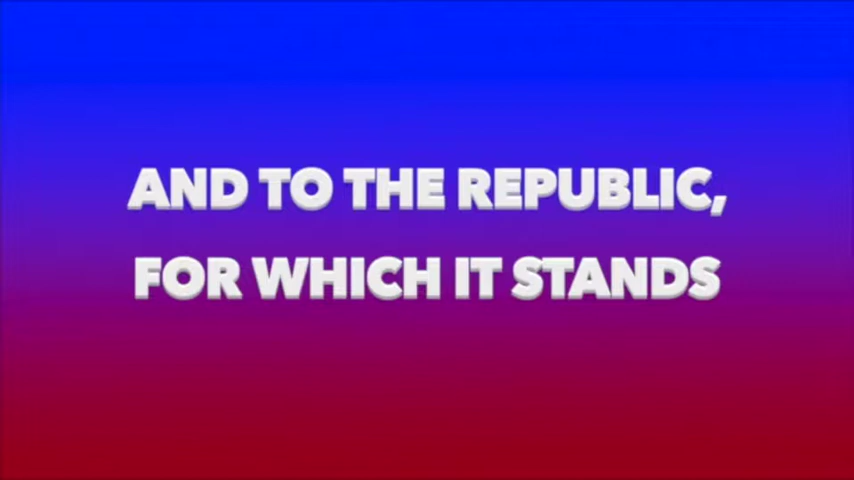 AND TO THE REPUBLIC,
FOR WHICH IT STANDS